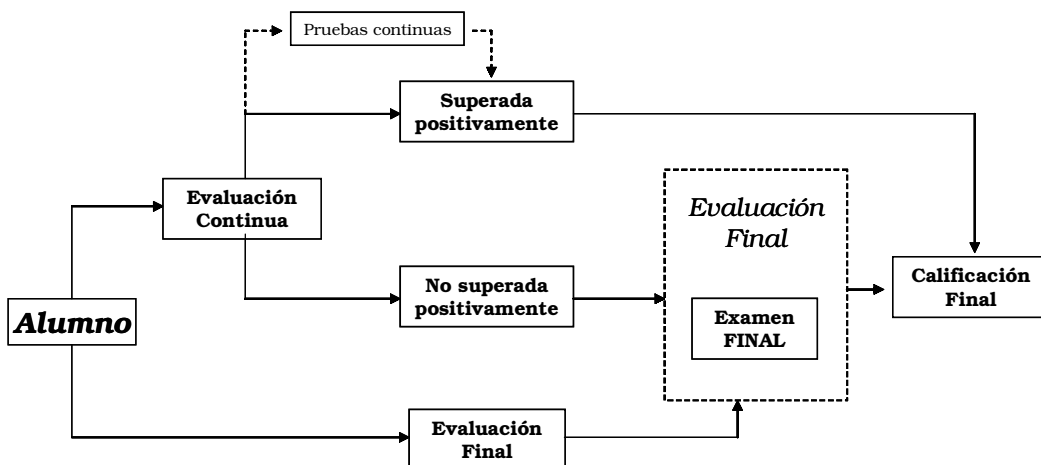 Pruebas continuas
Superada
positivamente
Evaluación
Continua
Evaluación
Final
No superada
positivamente
Calificación
Final
Alumno
Examen
FINAL
Evaluación
Final